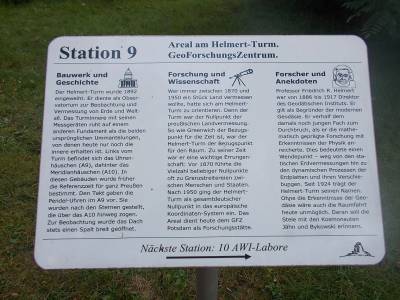 Station 9
Areal am Helmert-Turm.
GeoForschungsZentrum.
Bauwerk und
Geschichte
Der Helmert-Turm wurde 1892
eingeweiht. Er diente als Obser-
vatorium zur Beobachtung und
Vermessung von Erde und Welt-
all. Das Turminnere mit seinen
Messgeräten ruht auf einem
anderen Fundament als die beiden
ursprünglichen Ummantelungen,
von denen heute nur noch die
innere erhalten ist. Links vom
Turm befindet sich das Uhren-
häuschen (A9), dahinter das
Meridianhäuschen (A10). In
diesen Gebäuden wurde früher
die Referenzzeit für ganz Preußen
bestimmt. Den Takt geben die
Pendel-Uhren im A9 vor. Sie
wurden nach den Sternen gestellt,
die über das A10 hinweg zogen.
Zur Beobachtung wurde das Dach
stets einen Spalt breit geöffnet.
Forschung und
Wissenschaft
Wer immer zwischen 1870 und
1950 ein Stück Land vermessen
wollte, hatte sich am Helmert-
Turm zu orientieren. Denn der
Turm war der Nullpunkt der
preußischen Landvermessung.
So wie Greenwich der Bezugs-
punkt für die Zeit ist, war der
Helmert-Turm der Bezugspunkt
für den Raum. Zu seiner Zeit
war er eine wichtige Errungen-
schaft: Vor 1870 führte die
Vielzahl beliebiger Nullpunkte
oft zu Grenzstreitereien zwi-
schen Menschen und Staaten.
Nach 1950 ging der Helmert-
Turm als gesamtdeutscher
Nullpunkt in das europäische
Koordinaten-System ein. Das
Areal dient heute dem GFZ
Potsdam als Forschungsstätte.
Forscher und
Anekdoten
Professor Friedrich R. Helmert
war von 1886 bis 1917 Direktor
des Geodätischen Instituts. Er
gilt als Begründer der modernen
Geodäsie. Er verhalf dem
damals noch jungen Fach zum
Durchbruch, als er die mathe-
matisch geprägte Forschung mit
Erkenntnissen der Physik an-
reicherte. Dies bedeutete einen
Wendepunkt – weg von den sta-
tischen Erdvermessungen hin zu
den dynamischen Prozessen der
Erdplatten und ihren Verschie-
bungen. Seit 1924 trägt der
Helmert-Turm seinen Namen.
Ohne die Erkenntnisse der Geo-
däsie wäre auch die Raumfahrt
heute unmöglich. Daran soll die
Stele mit den Kosmonauten
Jähn und Bykowski erinnern.
Nächste Station: 10 AWI-Labore